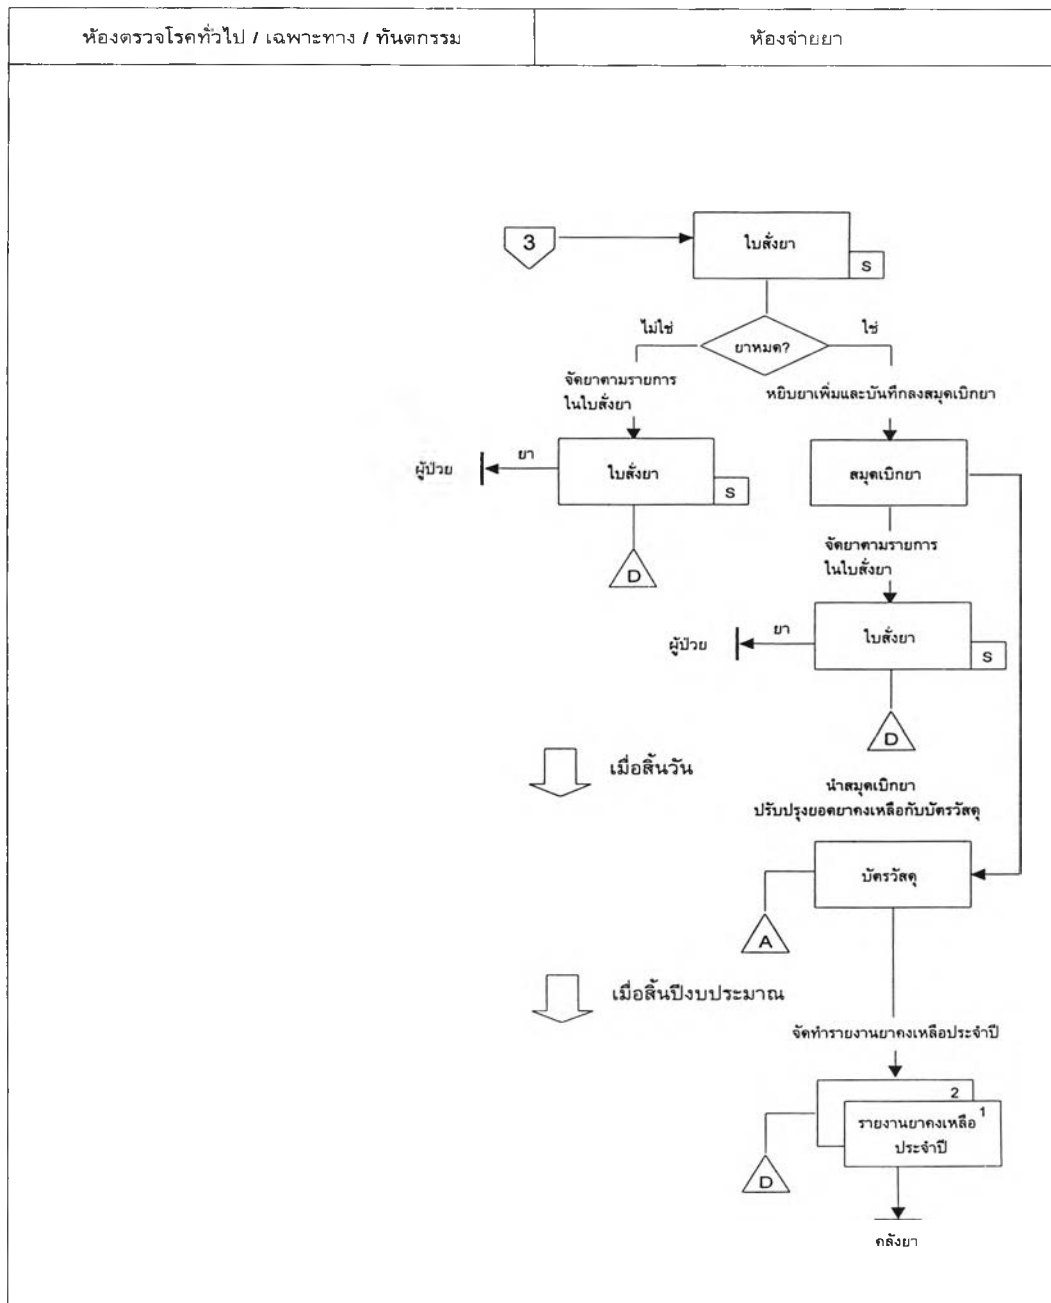 ห้องตรวจโรคทั่วไป / เฉพาะทาง / ทันตกรรม
ห้องจ่ายยา
3
ใบสั่งยา
S
ไม่ใช่
ยาหมด?
ใช่
จัดยาตามรายการ
ในใบสั่งยา
หยิบยาเพิ่มและบันทึกลงสมุดเบิกยา
ผู้ป่วย
ยา
ใบสั่งยา
S
สมุดเบิกยา
D
จัดยาตามรายการ
ในใบสั่งยา
ผู้ป่วย
ยา
ใบสั่งยา
S
D
เมื่อสิ้นวัน
นำสมุดเบิกยา
ปรับปรุงยอดยาคงเหลือกับบัตรวัสดุ
บัตรวัสดุ
A
เมื่อสิ้นปีงบประมาณ
จัดทำรายงานยาคงเหลือประจำปี
2
รายงานยาคงเหลือ 1
ประจำปี
D
คลังยา